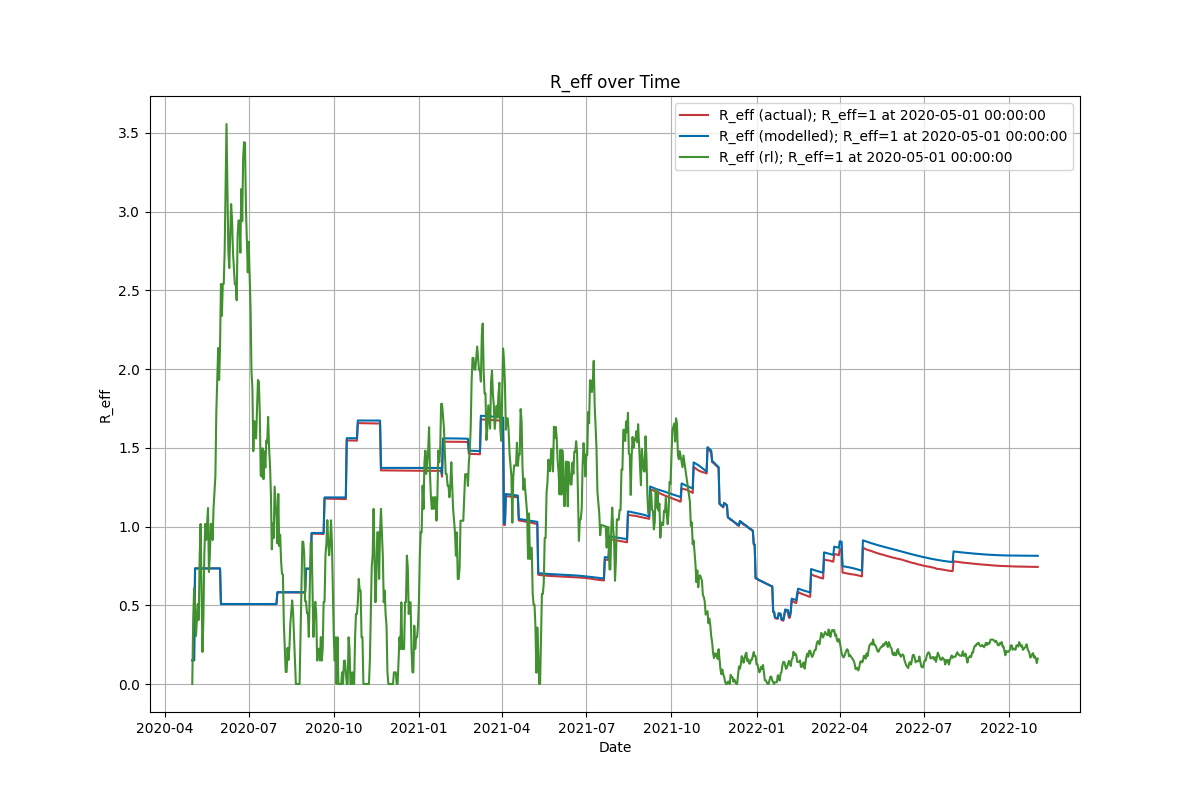 R_eff over Time
R_eff (actual); R_eff=1 at 2020-05-01 00:00:00
R_eff (modelled); R_eff=1 at 2020-05-01 00:00:00
R_eff (rl); R_eff=1 at 2020-05-01 00:00:00
R_eff
3.5
3.0
2.5
2.0
1.5
1.0
0.5
0.0
2020-04 2020-07 2020-10 2021-01 2021-04 2021-07 2021-10 2022-01 2022-04 2022-07 2022-10
Date